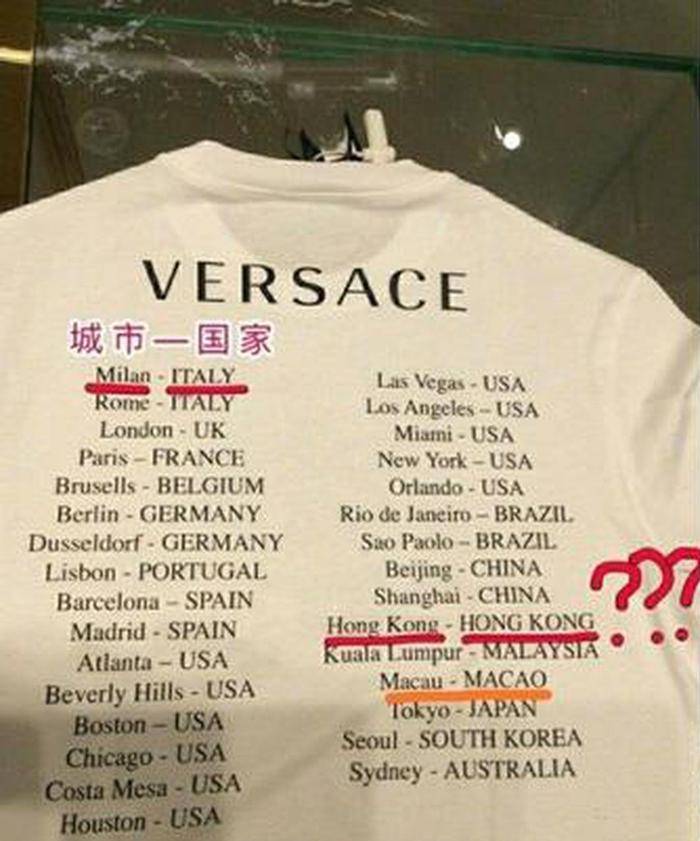 VERSACE
城市—国家
Milan - ITALY
Rome - ITALY
London - UK
Paris – FRANCE
Brusells - BELGIUM
Berlin - GERMANY
Dusseldorf - GERMANY
Lisbon - PORTUGAL
Barcelona – SPAIN
Madrid - SPAIN
Atlanta – USA
Beverly Hills - USA
Boston – USA
Chicago - USA
Costa Mesa - USA
Houston - USA
Las Vegas - USA
Los Angeles – USA
Miami - USA
New York – USA
Orlando - USA
Rio de Janeiro – BRAZIL
Sao Paolo – BRAZIL
Beijing - CHINA
Shanghai - CHINA
Hong Kong - HONG KONG
???
Kuala Lumpur - MALAYSIA
Macau - MACAO
Tokyo - JAPAN
Seoul - SOUTH KOREA
Sydney - AUSTRALIA